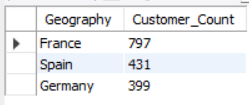 Geography Customer_Count
France 797
Spain 431
Germany 399